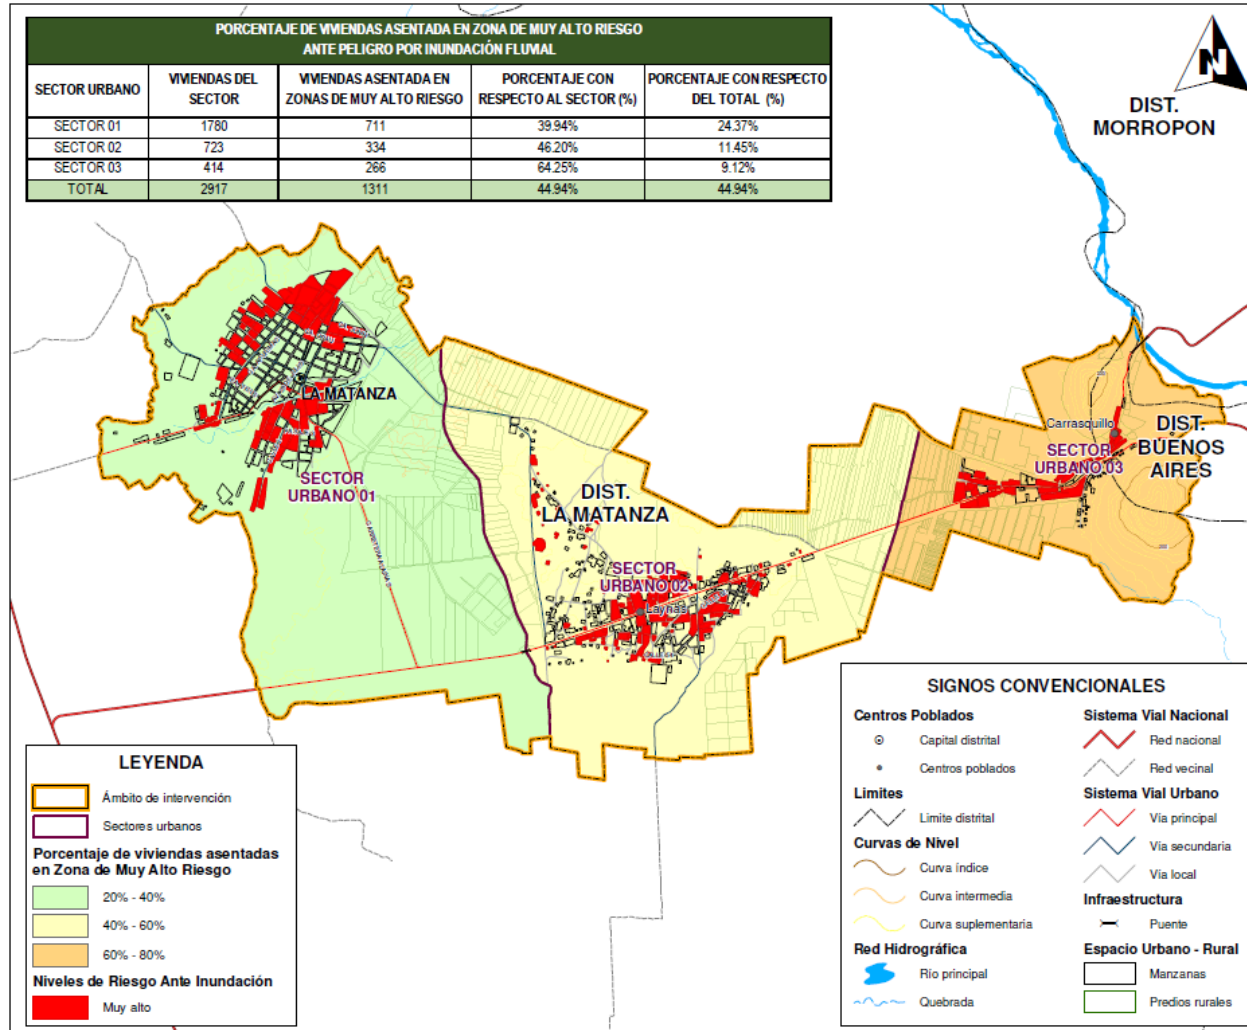 PORCENTAJE DE VIVIENDAS ASENTADA EN ZONA DE MUY ALTO RIESGO
ANTE PELIGRO POR INUNDACIÓN FLUVIAL
SECTOR URBANO
VIVIENDAS DEL
SECTOR
VIVIENDAS ASENTADA EN
ZONAS DE MUY ALTO RIESGO
PORCENTAJE CON
RESPECTO AL SECTOR (%)
PORCENTAJE CON RESPECTO
DEL TOTAL (%)
SECTOR 01 1780 711 39.94% 24.37%
SECTOR 02 723 334 46.20% 11.45%
SECTOR 03 414 266 64.25% 9.12%
TOTAL 2917 1311 44.94% 44.94%
N
DIST.
MORROPON
LA MATANZA
SECTOR
URBANO 01
DIST.
LA MATANZA
SECTOR
URBANO 02
Laynas
Carrasquillo
SECTOR
URBANO 03
DIST.
BUENOS
AIRES
LEYENDA
Ámbito de intervención
Sectores urbanos
Porcentaje de viviendas asentadas
en Zona de Muy Alto Riesgo
20% - 40%
40% - 60%
60% - 80%
Niveles de Riesgo Ante Inundación
Muy alto
SIGNOS CONVENCIONALES
Centros Poblados
Capital distrital
Centros poblados
Limites
Limite distrital
Curvas de Nivel
Curva índice
Curva intermedia
Curva suplementaria
Red Hidrográfica
Río principal
Quebrada
Sistema Vial Nacional
Red nacional
Red vecinal
Sistema Vial Urbano
Vía principal
Vía secundaria
Vía local
Infraestructura
Puente
Espacio Urbano - Rural
Manzanas
Predios rurales